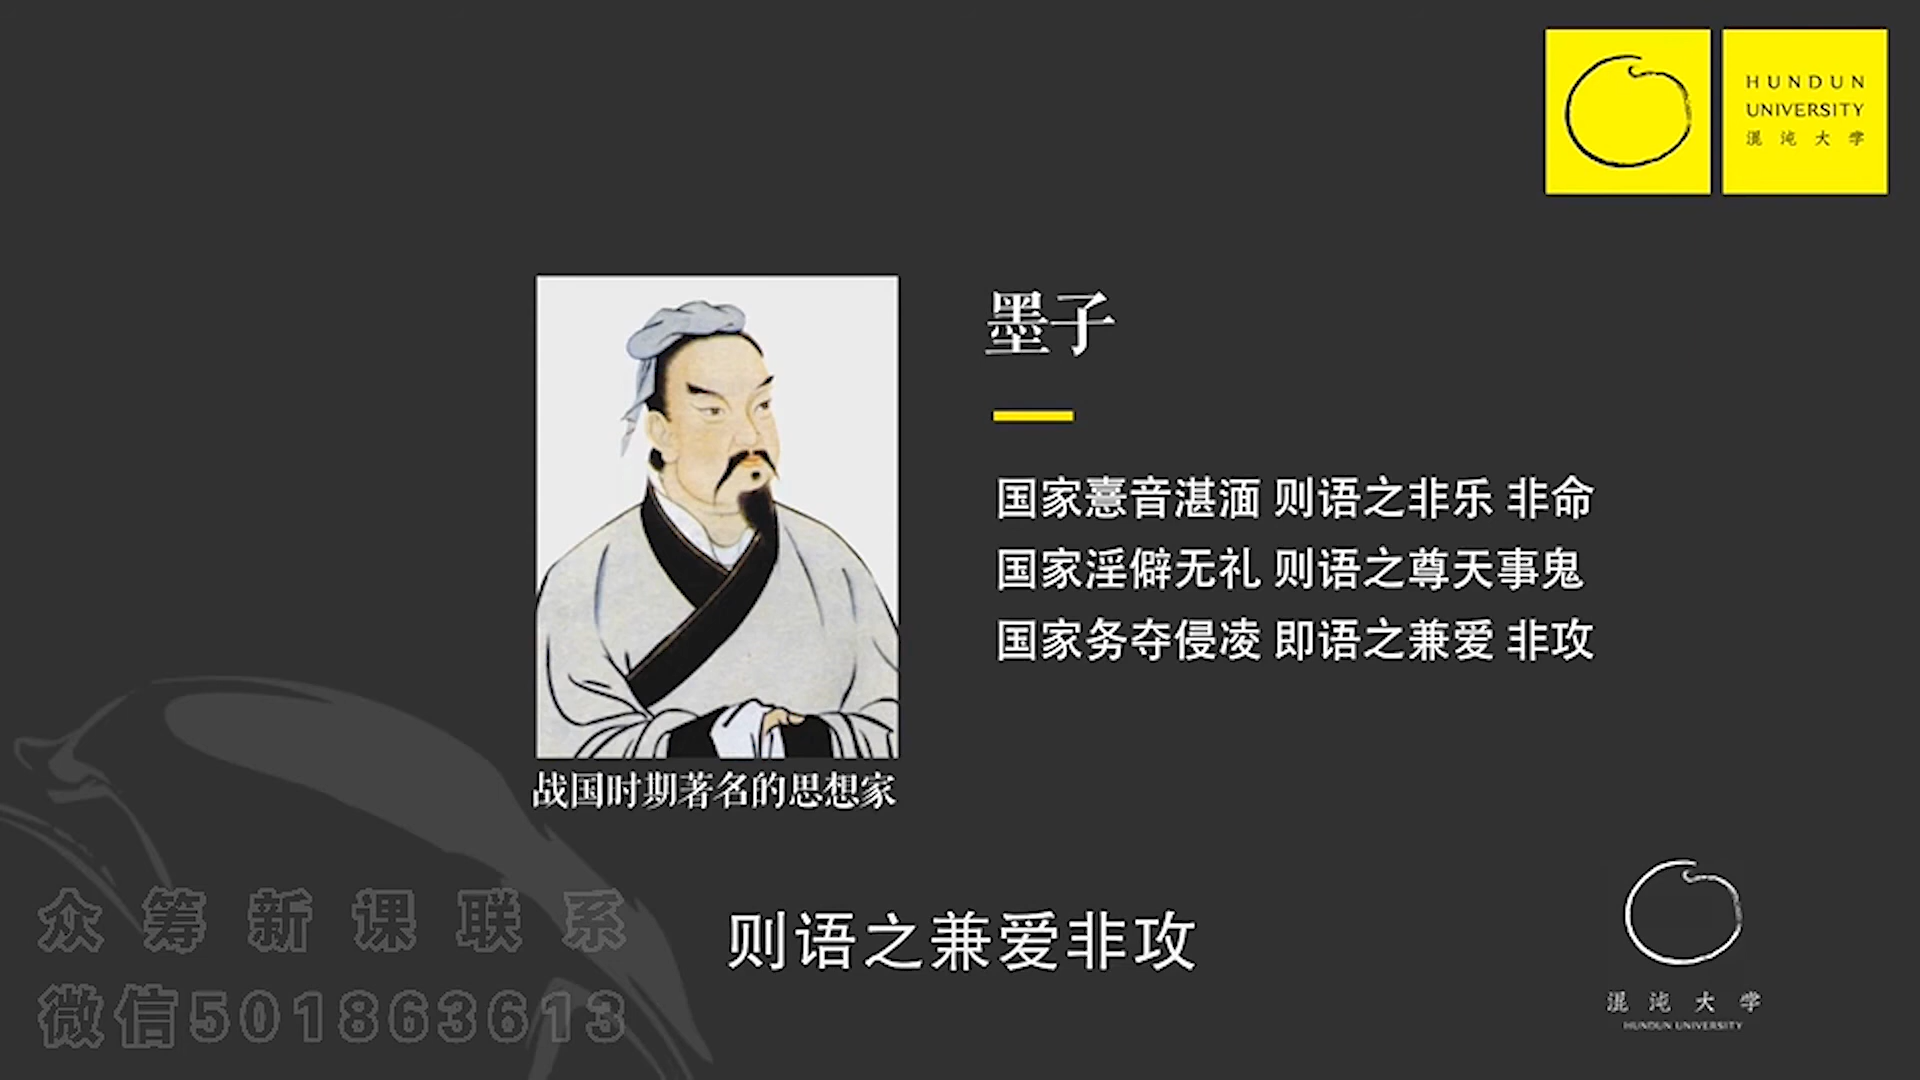 HUNDUN
UNIVERSITY
混沌大学
墨子
国家憙音湛湎 则语之非乐 非命
国家淫僻无礼 则语之尊天事鬼
国家务夺侵凌 即语之兼爱 非攻
战国时期著名的思想家
则语之兼爱非攻
众筹新课联系
微信501863613
混沌大学
HUNDUN UNIVERSITY